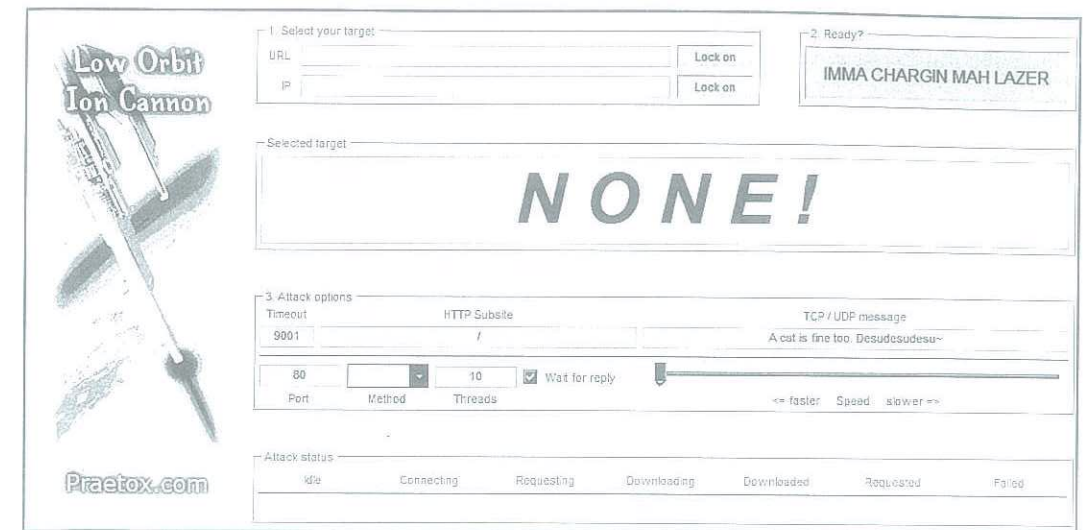 Low Orbit
Ion Cannon
Praetox.com
1. Select your target
URL Lock on
IP Lock on
2. Ready?
IMMA CHARGIN MAH LAZER
Selected target
NONE!
3. Attack options
Timeout HTTP Subsite TCP / UDP message
9001 / A cat is fine too. Desudesudesu~
80 10 Wait for reply
Port Method Threads <= faster Speed slower =>
Attack status
Idle Connecting Requesting Downloading Downloaded Requested Failed